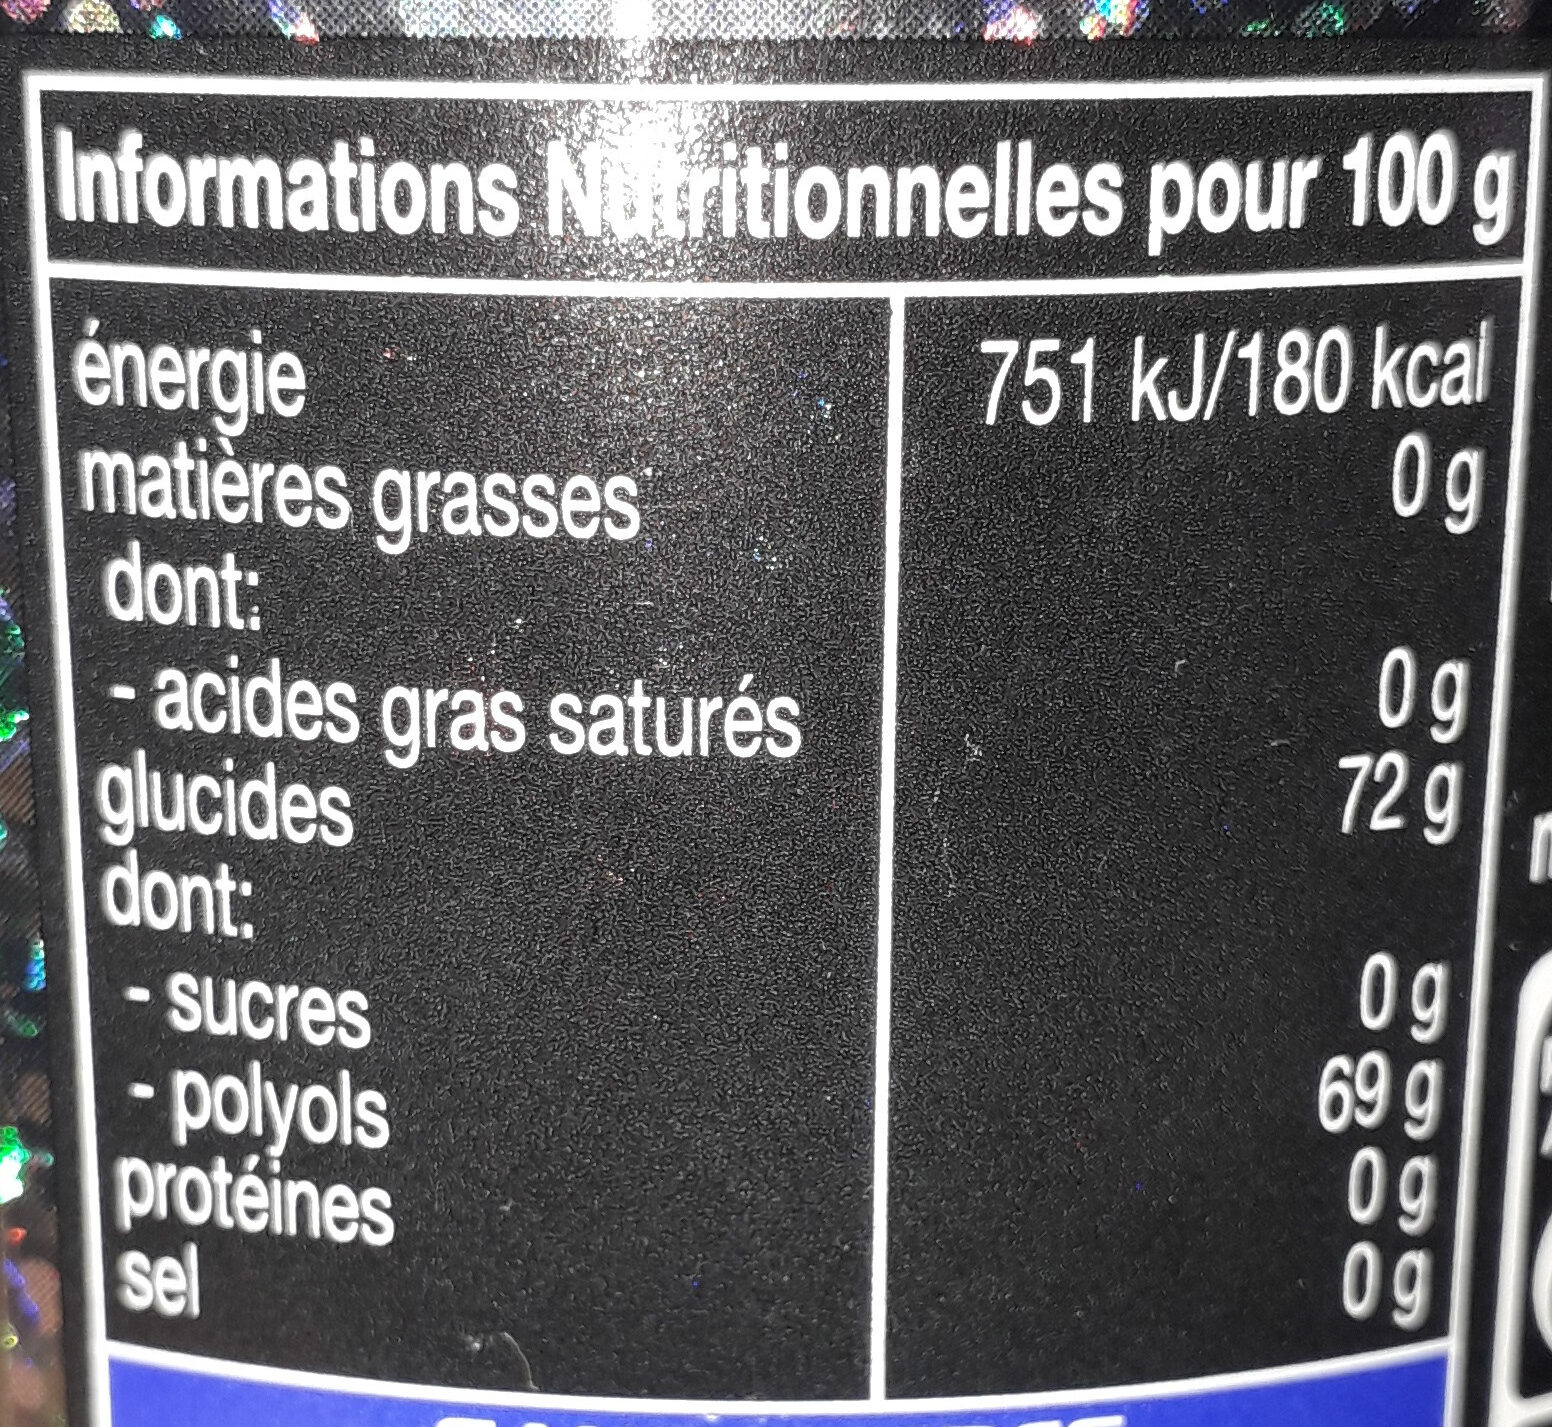 Informations Nutritionnelles pour 100 g
énergie 751 kJ/180 kcal
matières grasses 0 g
dont:
- acides gras saturés 0 g
glucides 72 g
dont:
- sucres 0 g
- polyols 69 g
protéines 0 g
sel 0 g